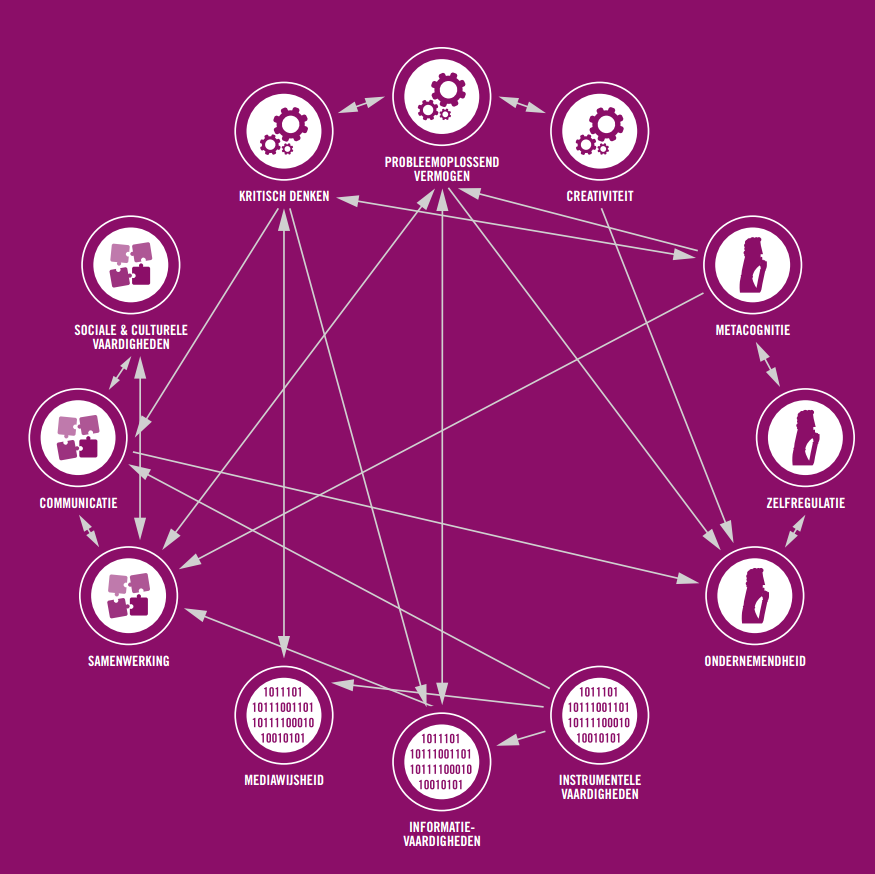 PROBLEEMOPLOSSEND
VERMOGEN
KRITISCH DENKEN
CREATIVITEIT
SOCIALE & CULTURELE
VAARDIGHEDEN
METACOGNITIE
COMMUNICATIE
ZELFREGULATIE
SAMENWERKING
ONDERNEMENDHEID
1011101
10111001101
10111100010
10010101
MEDIAWIJSHEID
1011101
10111001101
10111100010
10010101
INFORMATIE-
VAARDIGHEDEN
1011101
10111001101
10111100010
10010101
INSTRUMENTELE
VAARDIGHEDEN